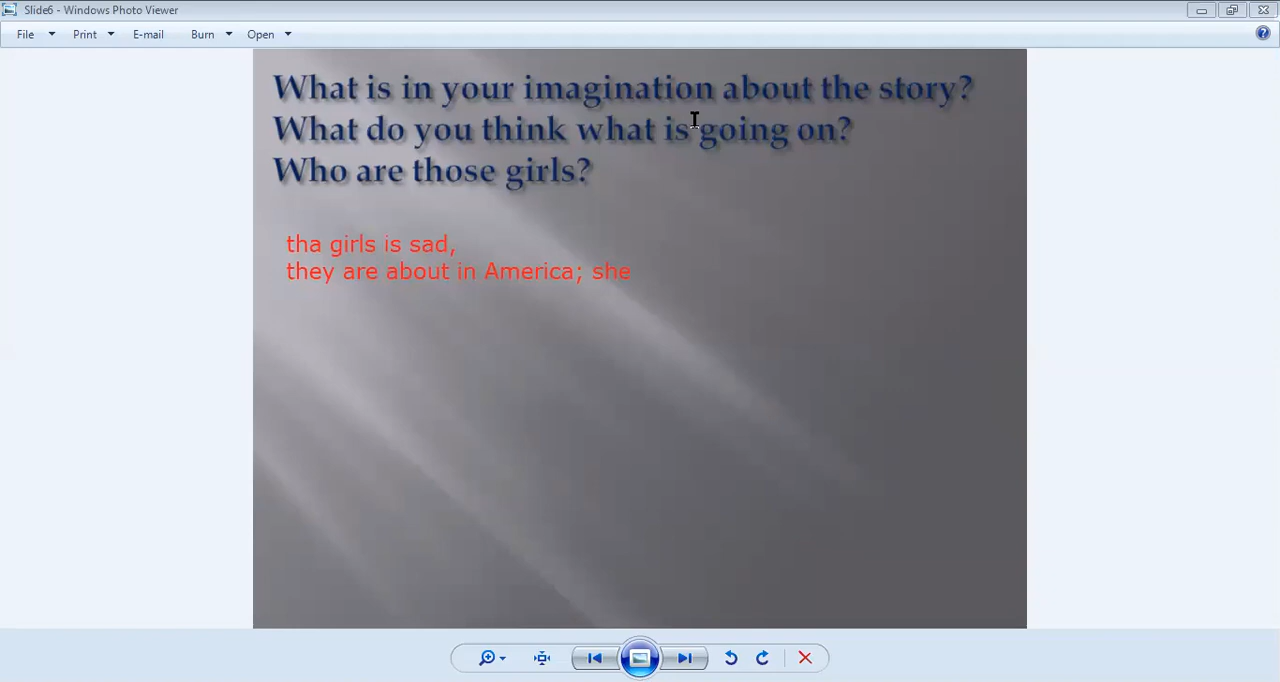 Slide6 - Windows Photo Viewer
File Print E-mail Burn Open
What is in your imagination about the story?
What do you think what is going on?
Who are those girls?
tha girls is sad,
they are about in America; she